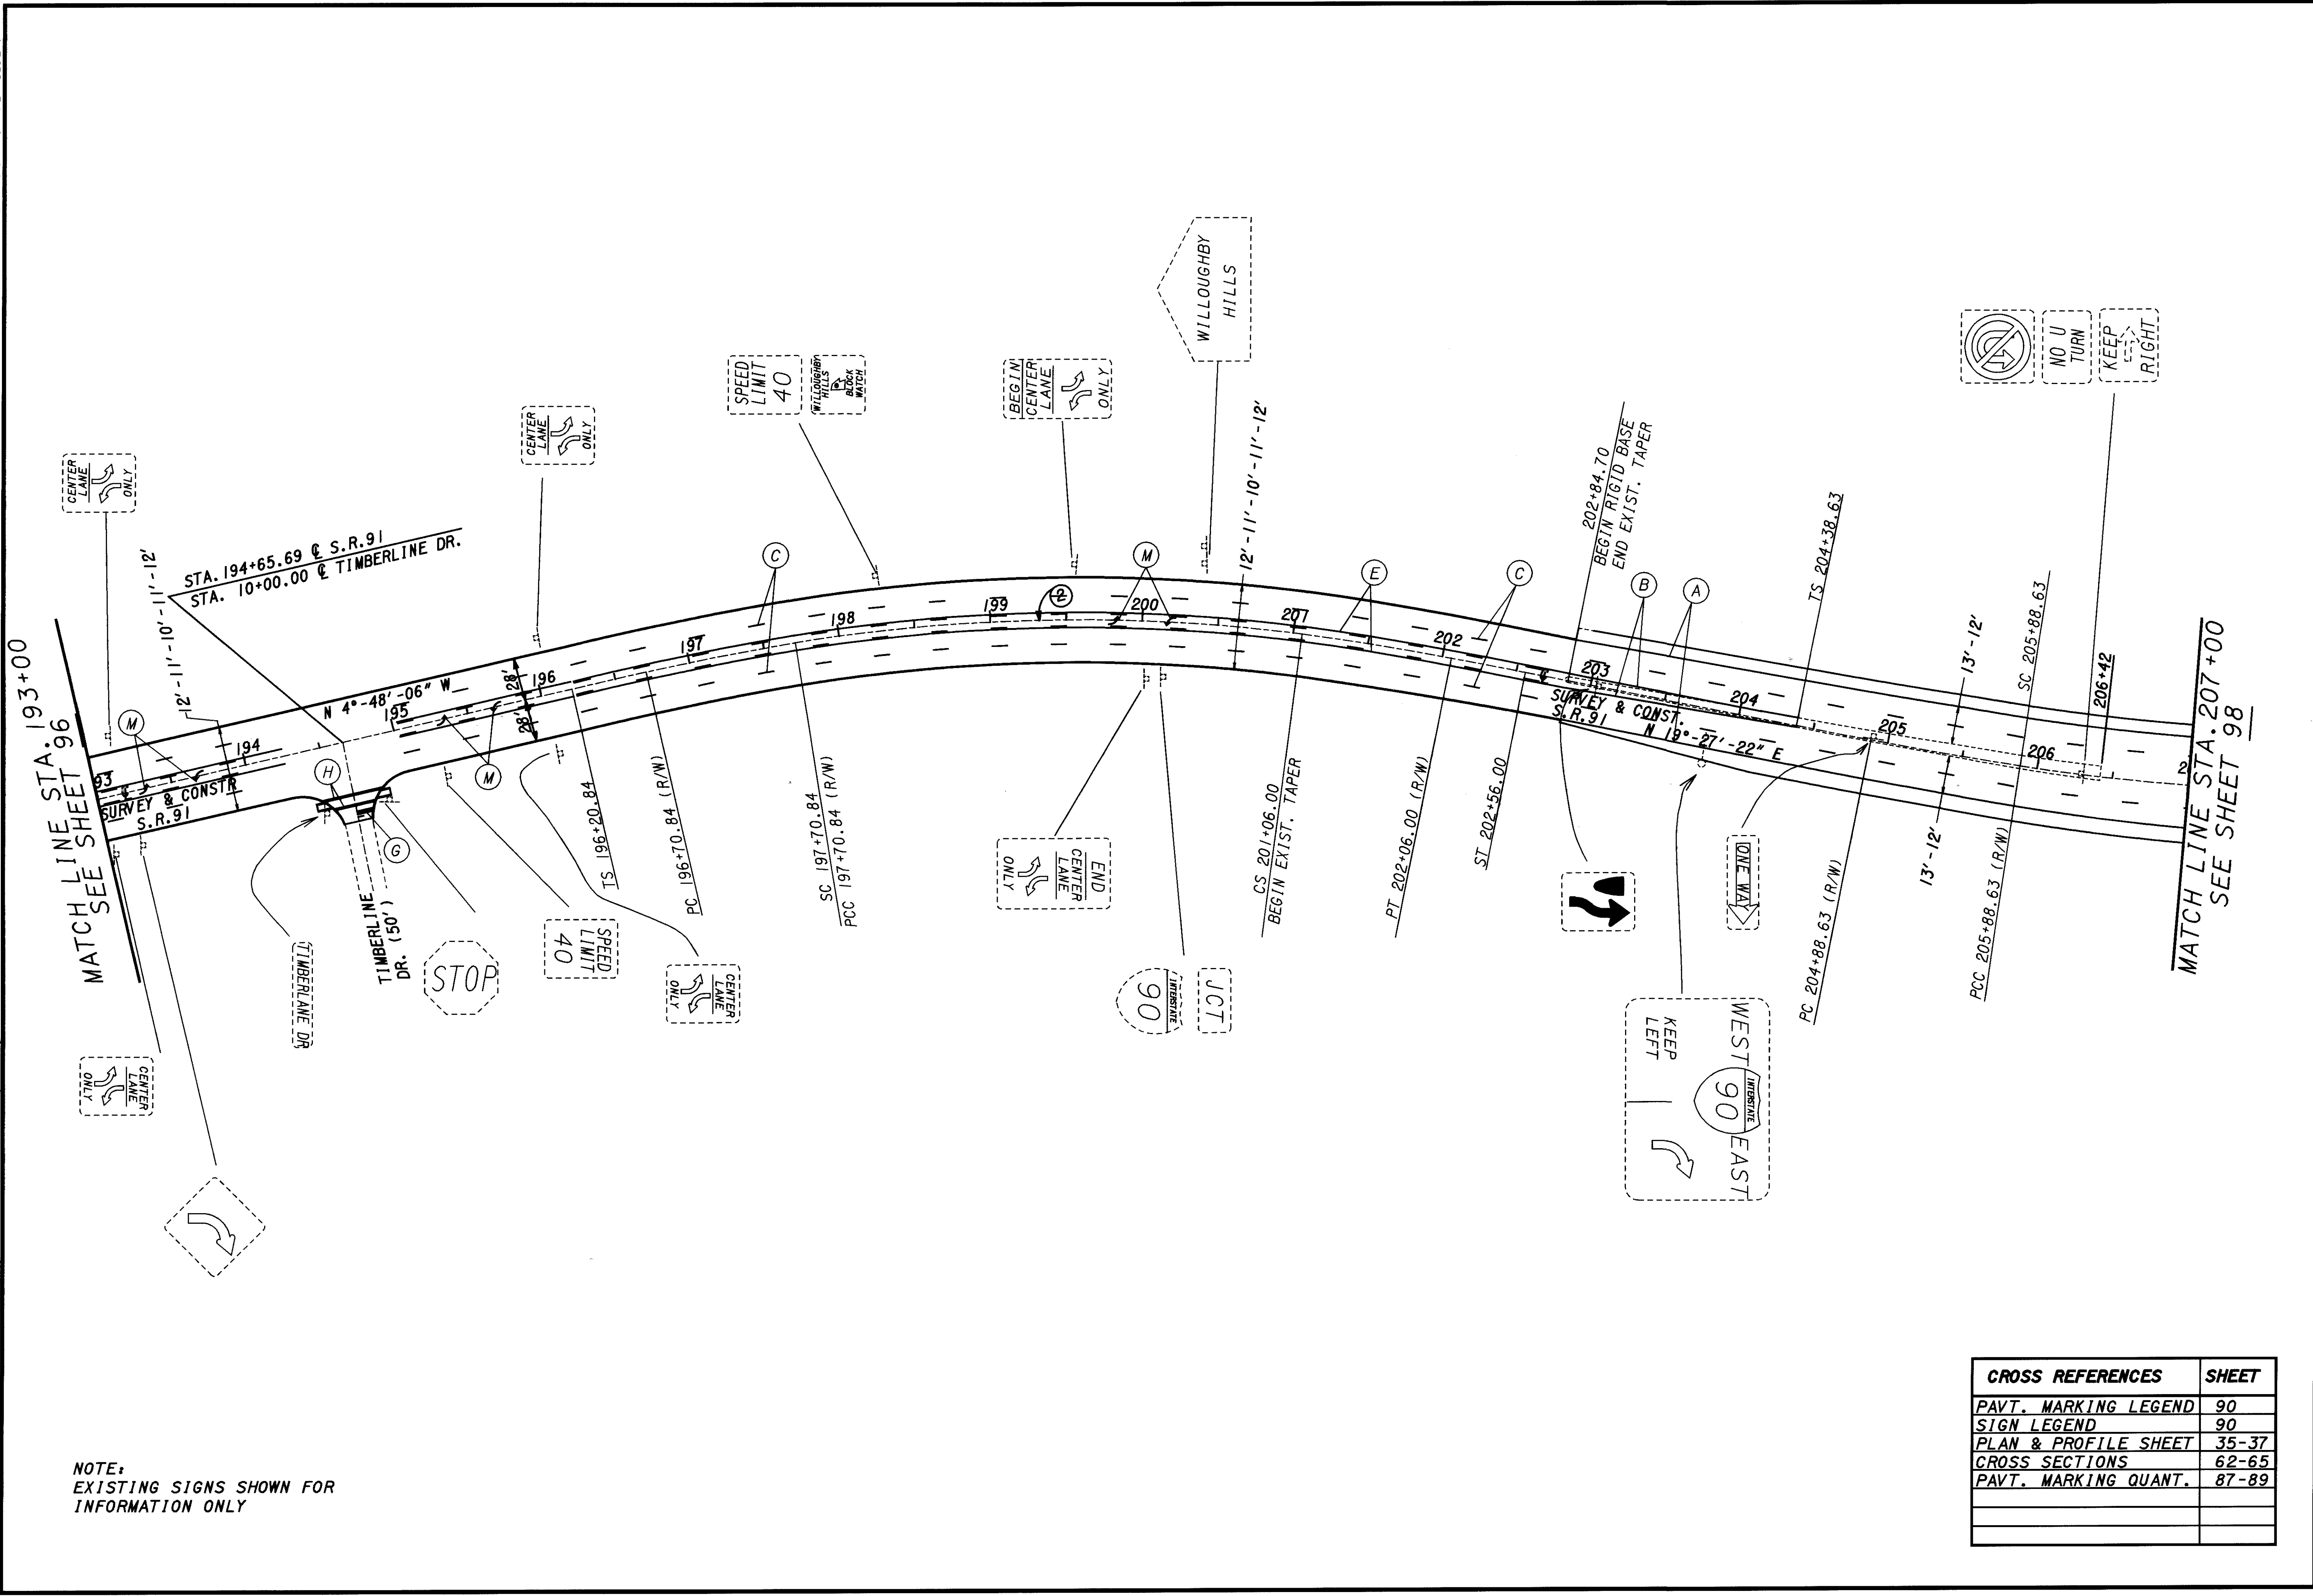 MATCH LINE STA. 193+00
SEE SHEET 96
CENTER
LANE
ONLY
M
12'-11'-10'-11'-12'
STA. 194+65.69 ℄ S.R.91
STA. 10+00.00 ℄ TIMBERLINE DR.
N 4°-48'-06" W
93
194
195
196
197
198
199
200
201
202
203
204
205
206
2
SURVEY & CONSTR
S.R.91
H
G
M
28'
28'
CENTER
LANE
ONLY
SPEED
LIMIT
40
WILLOUGHBY
HILLS
BLOCK
WATCH
C
BEGIN
CENTER
LANE
ONLY
2
M
WILLOUGHBY
HILLS
12'-11'-10'-11'-12'
E
C
202+84.70
BEGIN RIGID BASE
END EXIST. TAPER
B
A
TS 204+38.63
SURVEY & CONST.
S.R.91
N 19°-27'-22" E
NO U
TURN
KEEP
RIGHT
13'-12'
13'-12'
SC 205+88.63
PCC 205+88.63 (R/W)
206+42
MATCH LINE STA. 207+00
SEE SHEET 98
CENTER
LANE
ONLY
TIMBERLANE DR
TIMBERLINE
DR. (50')
STOP
SPEED
LIMIT
40
TS 196+20.84
PC 196+70.84 (R/W)
CENTER
LANE
ONLY
SC 197+70.84
PCC 197+70.84 (R/W)
END
CENTER
LANE
ONLY
JCT
INTERSTATE
90
CS 201+06.00
BEGIN EXIST. TAPER
PT 202+06.00 (R/W)
ST 202+56.00
ONE WAY
PC 204+88.63 (R/W)
WEST
INTERSTATE
90
EAST
KEEP
LEFT
NOTE:
EXISTING SIGNS SHOWN FOR
INFORMATION ONLY
CROSS REFERENCES SHEET
PAVT. MARKING LEGEND 90
SIGN LEGEND 90
PLAN & PROFILE SHEET 35-37
CROSS SECTIONS 62-65
PAVT. MARKING QUANT. 87-89